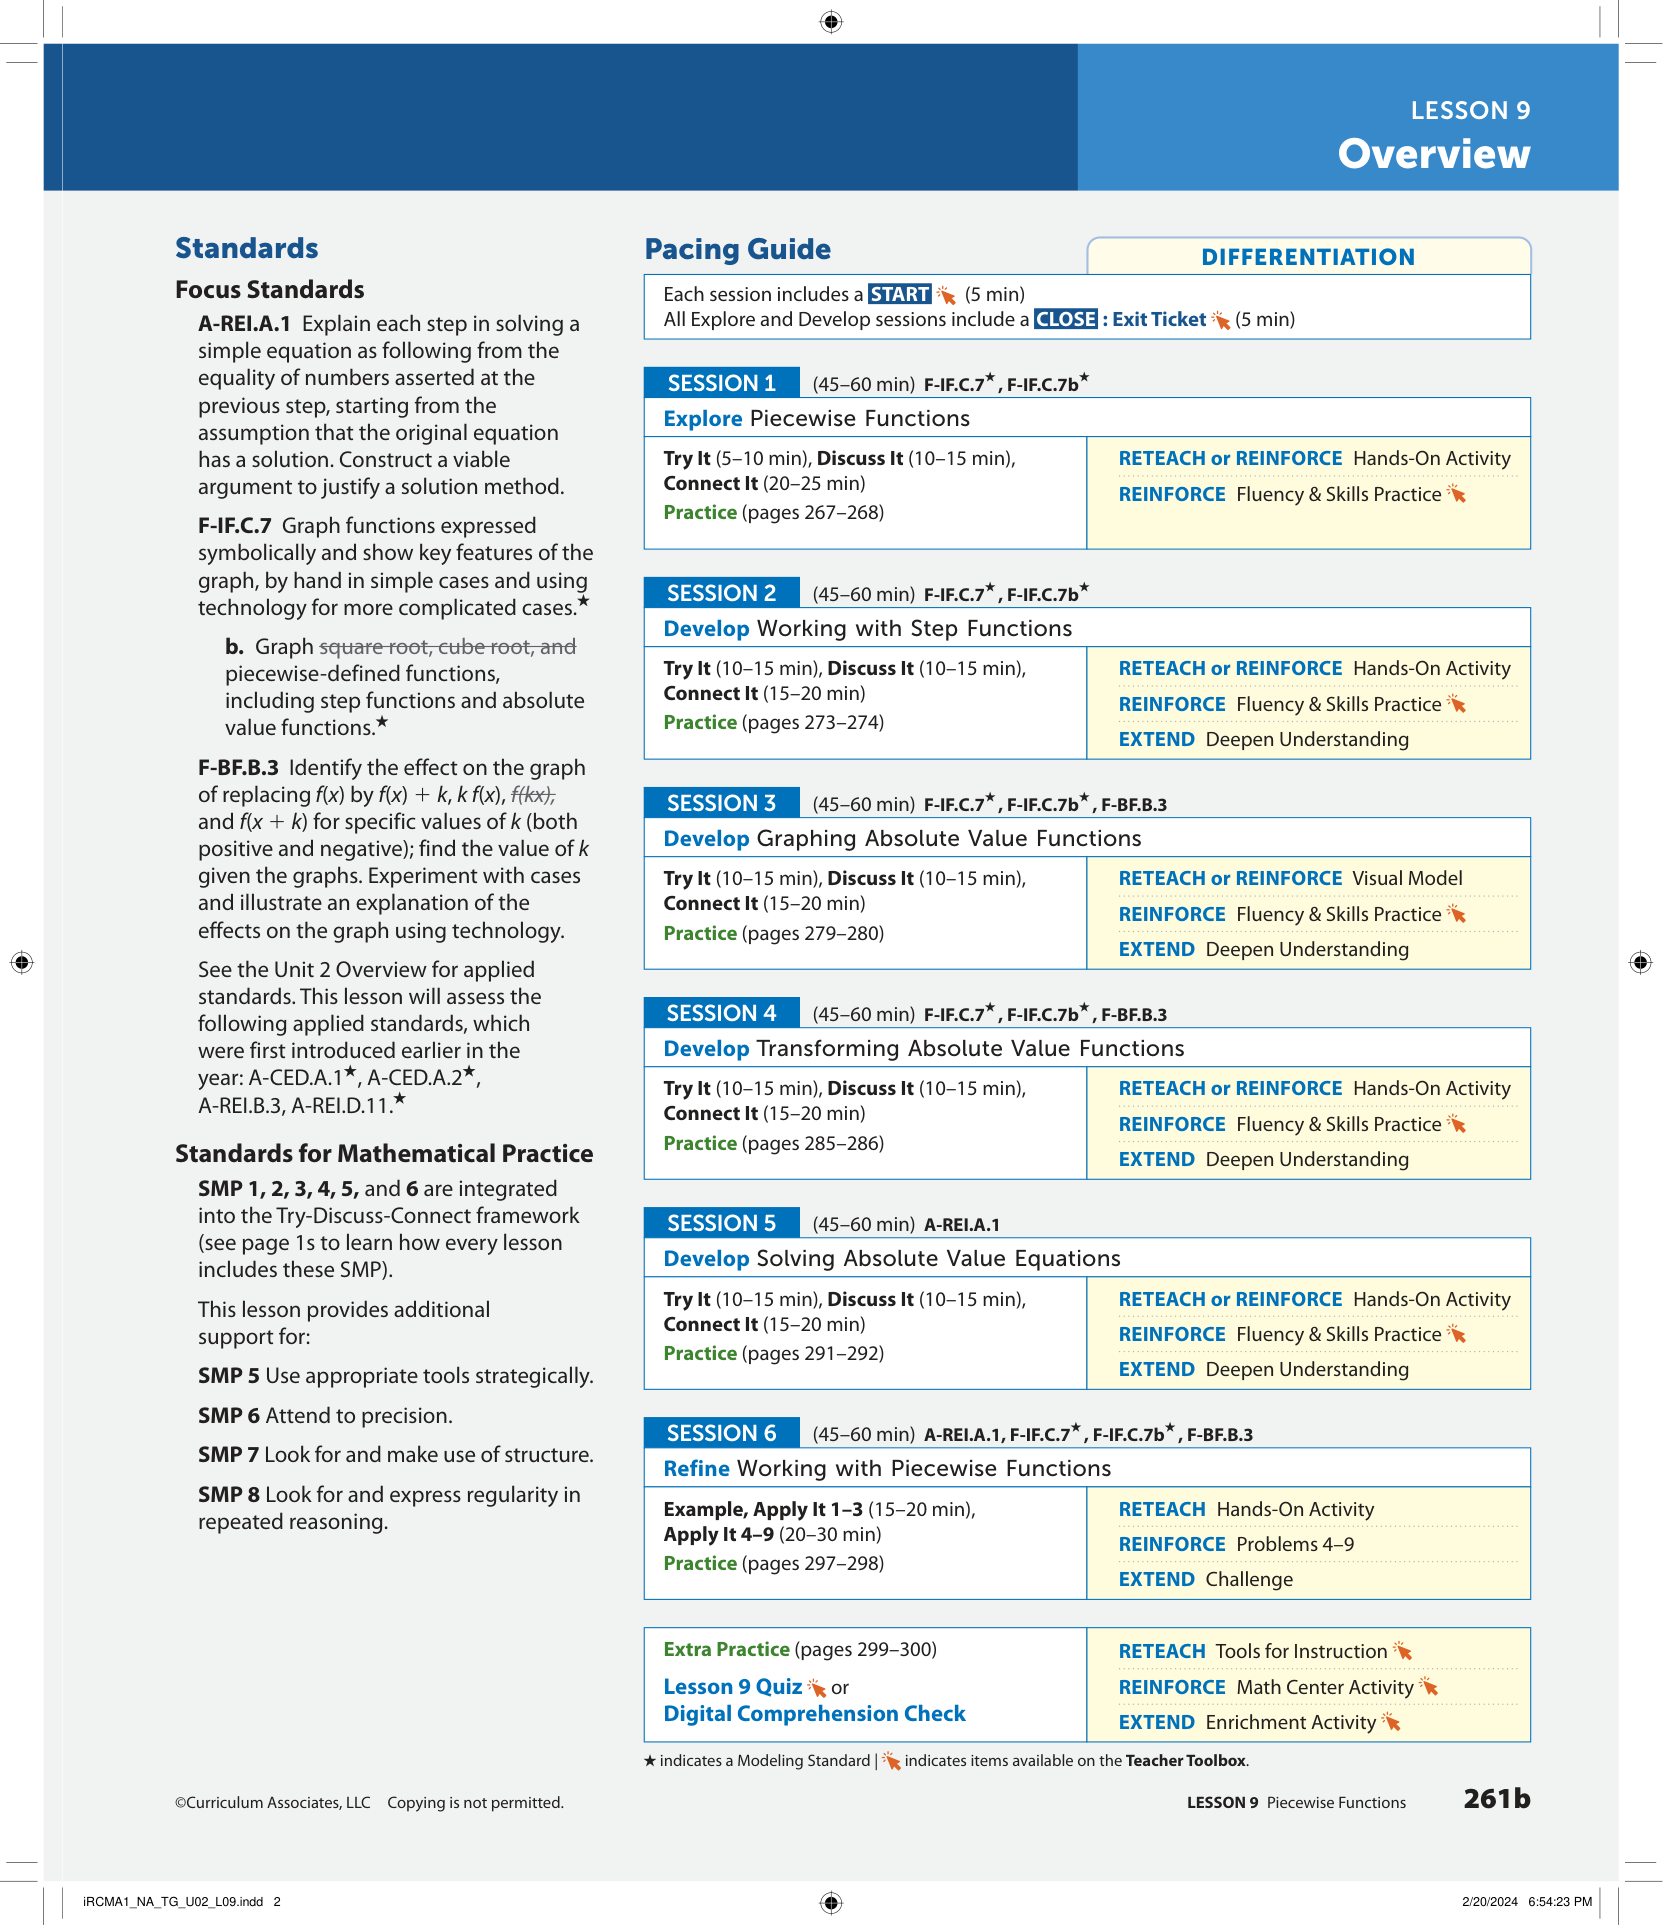 LESSON 9
Overview
Standards
Focus Standards
A-REI.A.1 Explain each step in solving a
simple equation as following from the
equality of numbers asserted at the
previous step, starting from the
assumption that the original equation
has a solution. Construct a viable
argument to justify a solution method.
F-IF.C.7 Graph functions expressed
symbolically and show key features of the
graph, by hand in simple cases and using
technology for more complicated cases.★
b. Graph square root, cube root, and
piecewise-defined functions,
including step functions and absolute
value functions.★
F-BF.B.3 Identify the effect on the graph
of replacing f(x) by f(x) + k, k f(x), f(kx),
and f(x + k) for specific values of k (both
positive and negative); find the value of k
given the graphs. Experiment with cases
and illustrate an explanation of the
effects on the graph using technology.
See the Unit 2 Overview for applied
standards. This lesson will assess the
following applied standards, which
were first introduced earlier in the
year: A-CED.A.1★, A-CED.A.2★,
A-REI.B.3, A-REI.D.11.★
Standards for Mathematical Practice
SMP 1, 2, 3, 4, 5, and 6 are integrated
into the Try-Discuss-Connect framework
(see page 1s to learn how every lesson
includes these SMP).
This lesson provides additional
support for:
SMP 5 Use appropriate tools strategically.
SMP 6 Attend to precision.
SMP 7 Look for and make use of structure.
SMP 8 Look for and express regularity in
repeated reasoning.
Pacing Guide
DIFFERENTIATION
Each session includes a START (5 min)
All Explore and Develop sessions include a CLOSE : Exit Ticket (5 min)
SESSION 1 (45–60 min) F-IF.C.7★, F-IF.C.7b★
Explore Piecewise Functions
Try It (5–10 min), Discuss It (10–15 min),
Connect It (20–25 min)
Practice (pages 267–268)
RETEACH or REINFORCE Hands-On Activity
REINFORCE Fluency & Skills Practice
SESSION 2 (45–60 min) F-IF.C.7★, F-IF.C.7b★
Develop Working with Step Functions
Try It (10–15 min), Discuss It (10–15 min),
Connect It (15–20 min)
Practice (pages 273–274)
RETEACH or REINFORCE Hands-On Activity
REINFORCE Fluency & Skills Practice
EXTEND Deepen Understanding
SESSION 3 (45–60 min) F-IF.C.7★, F-IF.C.7b★, F-BF.B.3
Develop Graphing Absolute Value Functions
Try It (10–15 min), Discuss It (10–15 min),
Connect It (15–20 min)
Practice (pages 279–280)
RETEACH or REINFORCE Visual Model
REINFORCE Fluency & Skills Practice
EXTEND Deepen Understanding
SESSION 4 (45–60 min) F-IF.C.7★, F-IF.C.7b★, F-BF.B.3
Develop Transforming Absolute Value Functions
Try It (10–15 min), Discuss It (10–15 min),
Connect It (15–20 min)
Practice (pages 285–286)
RETEACH or REINFORCE Hands-On Activity
REINFORCE Fluency & Skills Practice
EXTEND Deepen Understanding
SESSION 5 (45–60 min) A-REI.A.1
Develop Solving Absolute Value Equations
Try It (10–15 min), Discuss It (10–15 min),
Connect It (15–20 min)
Practice (pages 291–292)
RETEACH or REINFORCE Hands-On Activity
REINFORCE Fluency & Skills Practice
EXTEND Deepen Understanding
SESSION 6 (45–60 min) A-REI.A.1, F-IF.C.7★, F-IF.C.7b★, F-BF.B.3
Refine Working with Piecewise Functions
Example, Apply It 1–3 (15–20 min),
Apply It 4–9 (20–30 min)
Practice (pages 297–298)
RETEACH Hands-On Activity
REINFORCE Problems 4–9
EXTEND Challenge
Extra Practice (pages 299–300)
Lesson 9 Quiz or
Digital Comprehension Check
RETEACH Tools for Instruction
REINFORCE Math Center Activity
EXTEND Enrichment Activity
★ indicates a Modeling Standard | indicates items available on the Teacher Toolbox.
©Curriculum Associates, LLC Copying is not permitted.
LESSON 9 Piecewise Functions 261b
iRCMA1_NA_TG_U02_L09.indd 2
2/20/2024 6:54:23 PM